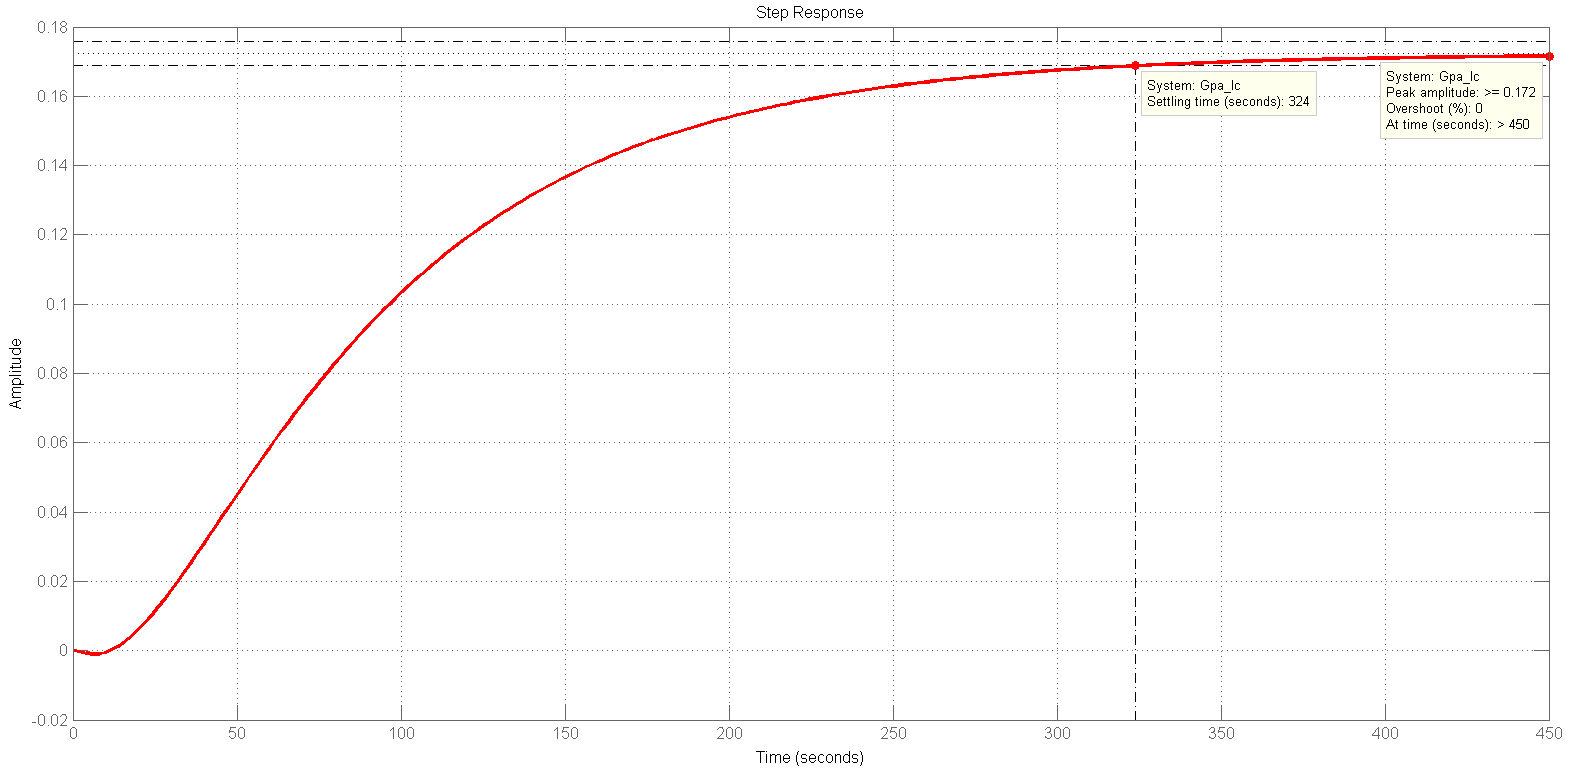 Step Response
0.18
0.16
0.14
0.12
0.1
0.08
0.06
0.04
0.02
0
-0.02
Amplitude
System: Gpa_lc
Settling time (seconds): 324
System: Gpa_lc
Peak amplitude: >= 0.172
Overshoot (%): 0
At time (seconds): > 450
0 50 100 150 200 250 300 350 400 450
Time (seconds)